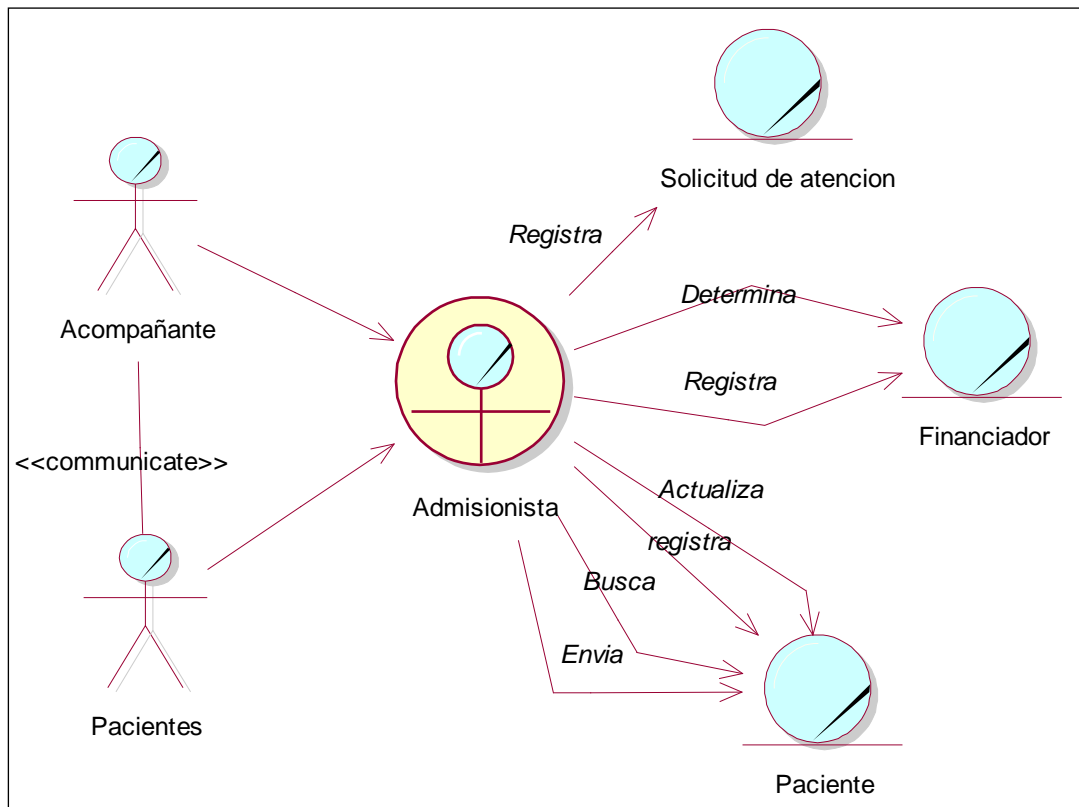 Solicitud de atencion
Registra
Acompañante
Determina
Registra
Financiador
<<communicate>>
Admisionista
Actualiza
registra
Busca
Envia
Pacientes
Paciente